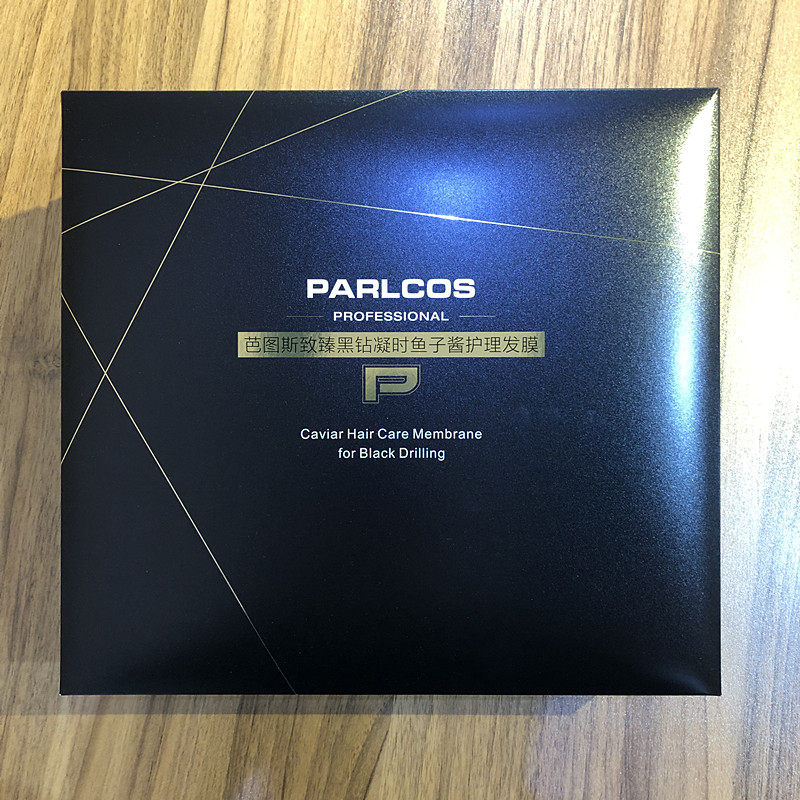 PARLCOS
PROFESSIONAL
芭图斯致臻黑钻凝时鱼子酱护理发膜
P
Caviar Hair Care Membrane
for Black Drilling